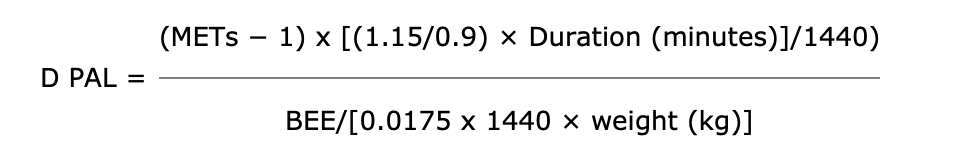 (METs − 1) x [(1.15/0.9) × Duration (minutes)]/1440)
D PAL =
BEE/[0.0175 x 1440 × weight (kg)]